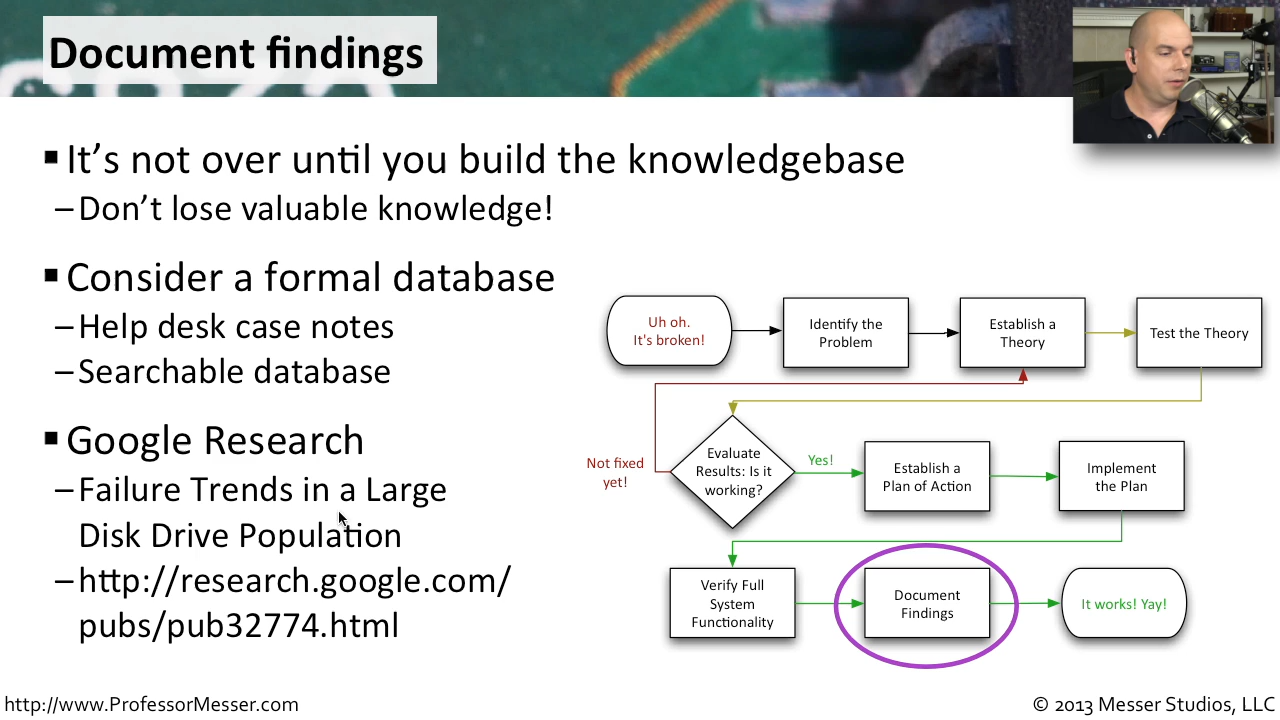 Document findings
▪ It’s not over until you build the knowledgebase
– Don’t lose valuable knowledge!
▪ Consider a formal database
– Help desk case notes
– Searchable database
▪ Google Research
– Failure Trends in a Large
Disk Drive Population
– http://research.google.com/
pubs/pub32774.html
Uh oh.
It's broken!
Identify the
Problem
Establish a
Theory
Test the Theory
Not fixed
yet!
Evaluate
Results: Is it
working?
Yes!
Establish a
Plan of Action
Implement
the Plan
Verify Full
System
Functionality
Document
Findings
It works! Yay!
http://www.ProfessorMesser.com
© 2013 Messer Studios, LLC